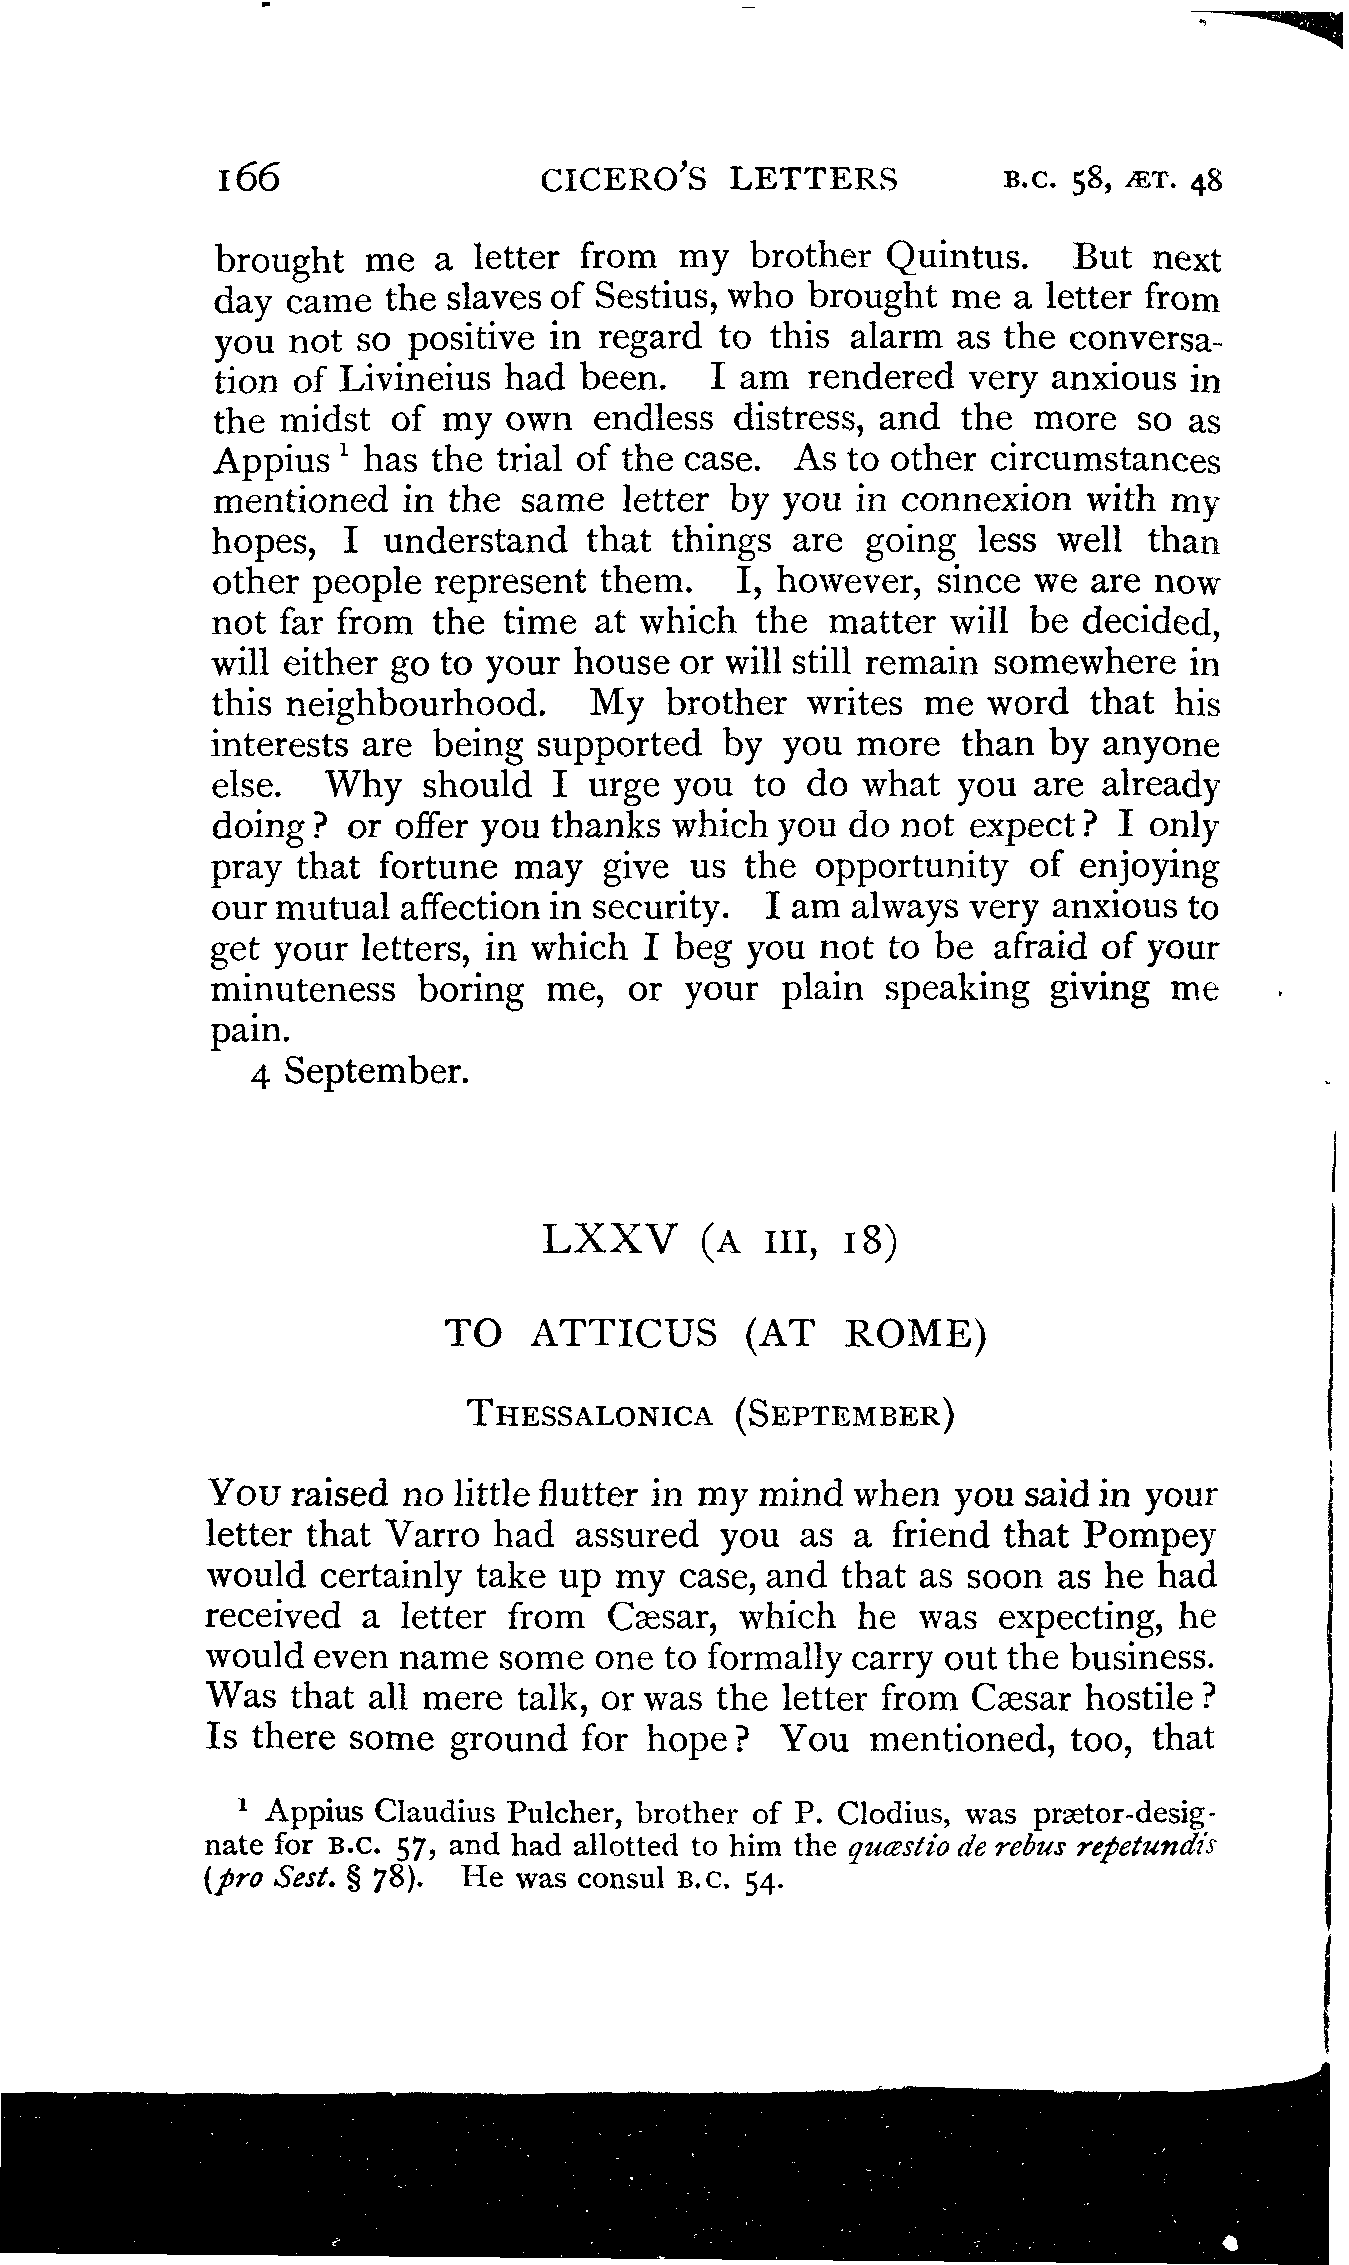 166 CICERO'S LETTERS B.C. 58, ÆT. 48
brought me a letter from my brother Quintus. But next
day came the slaves of Sestius, who brought me a letter from
you not so positive in regard to this alarm as the conversa-
tion of Livineius had been. I am rendered very anxious in
the midst of my own endless distress, and the more so as
Appius ¹ has the trial of the case. As to other circumstances
mentioned in the same letter by you in connexion with my
hopes, I understand that things are going less well than
other people represent them. I, however, since we are now
not far from the time at which the matter will be decided,
will either go to your house or will still remain somewhere in
this neighbourhood. My brother writes me word that his
interests are being supported by you more than by anyone
else. Why should I urge you to do what you are already
doing? or offer you thanks which you do not expect? I only
pray that fortune may give us the opportunity of enjoying
our mutual affection in security. I am always very anxious to
get your letters, in which I beg you not to be afraid of your
minuteness boring me, or your plain speaking giving me
pain.
4 September.
LXXV (A III, 18)
TO ATTICUS (AT ROME)
THESSALONICA (SEPTEMBER)
YOU raised no little flutter in my mind when you said in your
letter that Varro had assured you as a friend that Pompey
would certainly take up my case, and that as soon as he had
received a letter from Cæsar, which he was expecting, he
would even name some one to formally carry out the business.
Was that all mere talk, or was the letter from Cæsar hostile?
Is there some ground for hope? You mentioned, too, that
¹ Appius Claudius Pulcher, brother of P. Clodius, was prætor-desig-
nate for B.C. 57, and had allotted to him the quæstio de rebus repetundis
(pro Sest. § 78). He was consul B.C. 54.